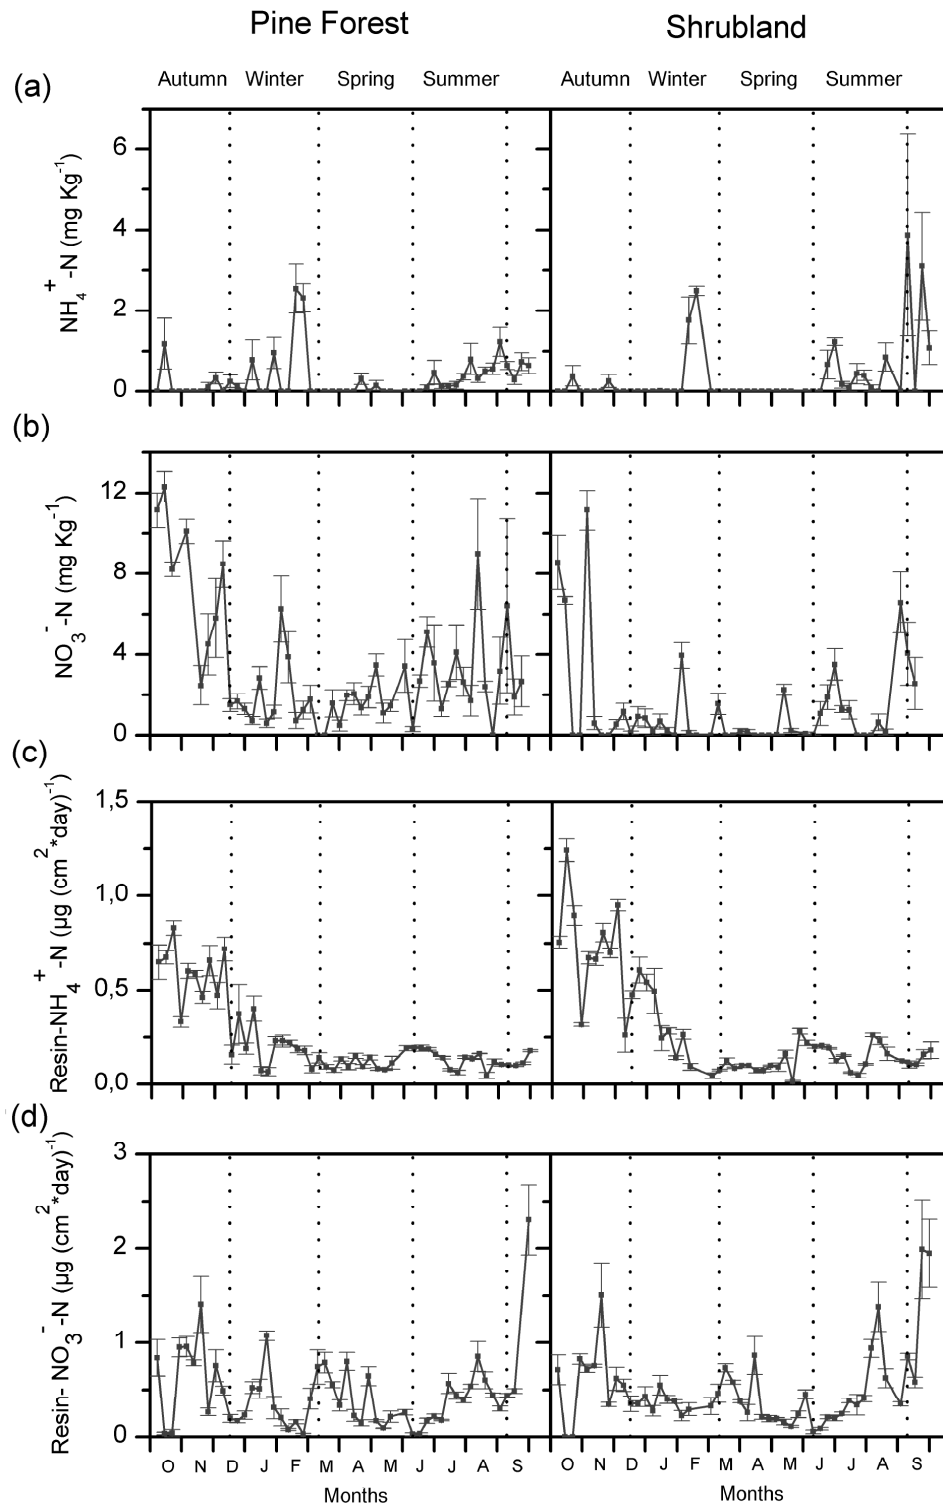 Pine Forest Shrubland
Autumn Winter Spring Summer Autumn Winter Spring Summer
(a)
NH4+ -N (mg Kg-1)
6
4
2
0
(b)
NO3- -N (mg Kg-1)
12
8
4
0
(c)
Resin-NH4+ -N (µg (cm2*day)-1)
1,5
1,0
0,5
0,0
(d)
Resin- NO3- -N (µg (cm2*day)-1)
3
2
1
0
O N D J F M A M J J A S O N D J F M A M J J A S
Months Months